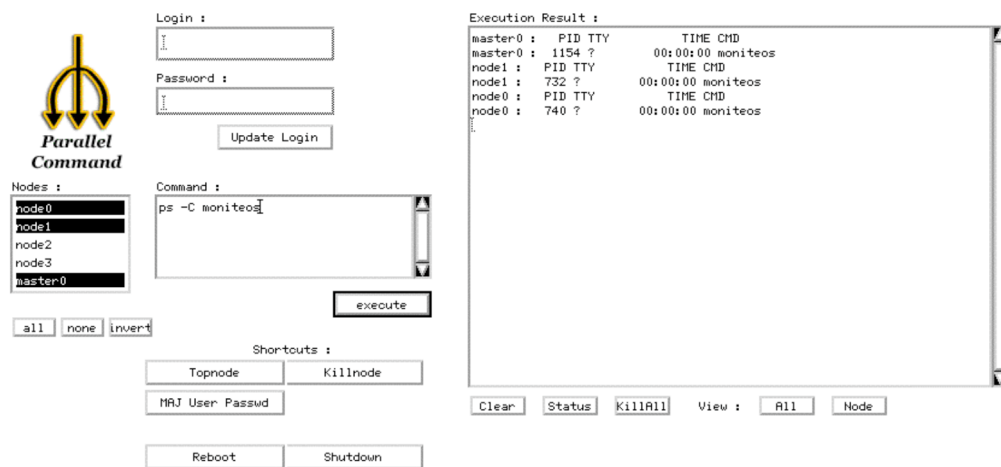 Login :
Password :
Update Login
Parallel
Command
Nodes :
node0
node1
node2
node3
master0
all none invert
Command :
ps -C moniteos
execute
Shortcuts :
Topnode Killnode
MAJ User Passwd
Reboot Shutdown
Execution Result :
master0 : PID TTY TIME CMD
master0 : 1154 ? 00:00:00 moniteos
node1 : PID TTY TIME CMD
node1 : 732 ? 00:00:00 moniteos
node0 : PID TTY TIME CMD
node0 : 740 ? 00:00:00 moniteos
Clear Status KillAll View : All Node